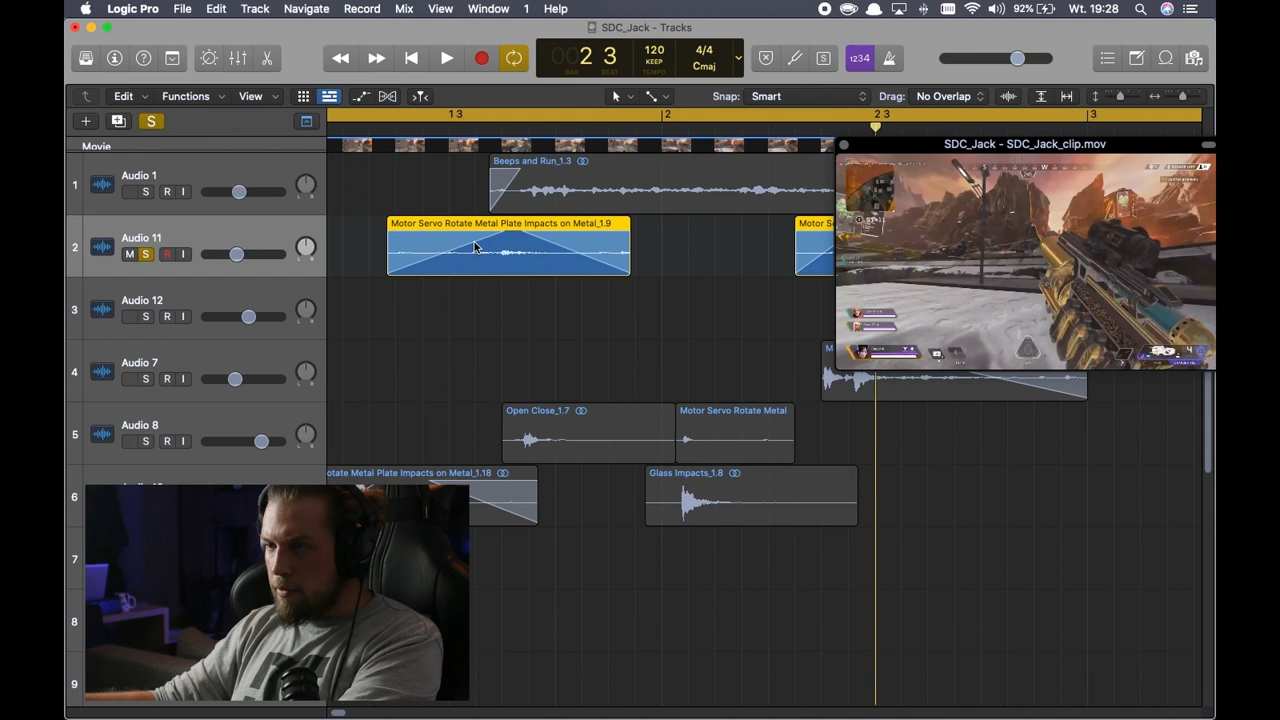 Logic Pro File Edit Track Navigate Record Mix View Window 1 Help 92% Wt. 19:28
SDC_Jack - Tracks
00 2 3
BAR BEAT
120
KEEP
TEMPO
4/4
Cmaj
S
1234
Edit Functions View Snap: Smart Drag: No Overlap
S
1 3 2 2 3 3
Movie
SDC_Jack - SDC_Jack_clip.mov
1 Audio 1
S R I
Beeps and Run_1.3
2 Audio 11
M S R I
Motor Servo Rotate Metal Plate Impacts on Metal_1.9
Motor S
3 Audio 12
S R I
4 Audio 7
S R I
M
5 Audio 8
S R I
Open Close_1.7
Motor Servo Rotate Metal
6
otate Metal Plate Impacts on Metal_1.18
Glass Impacts_1.8
7
8
9